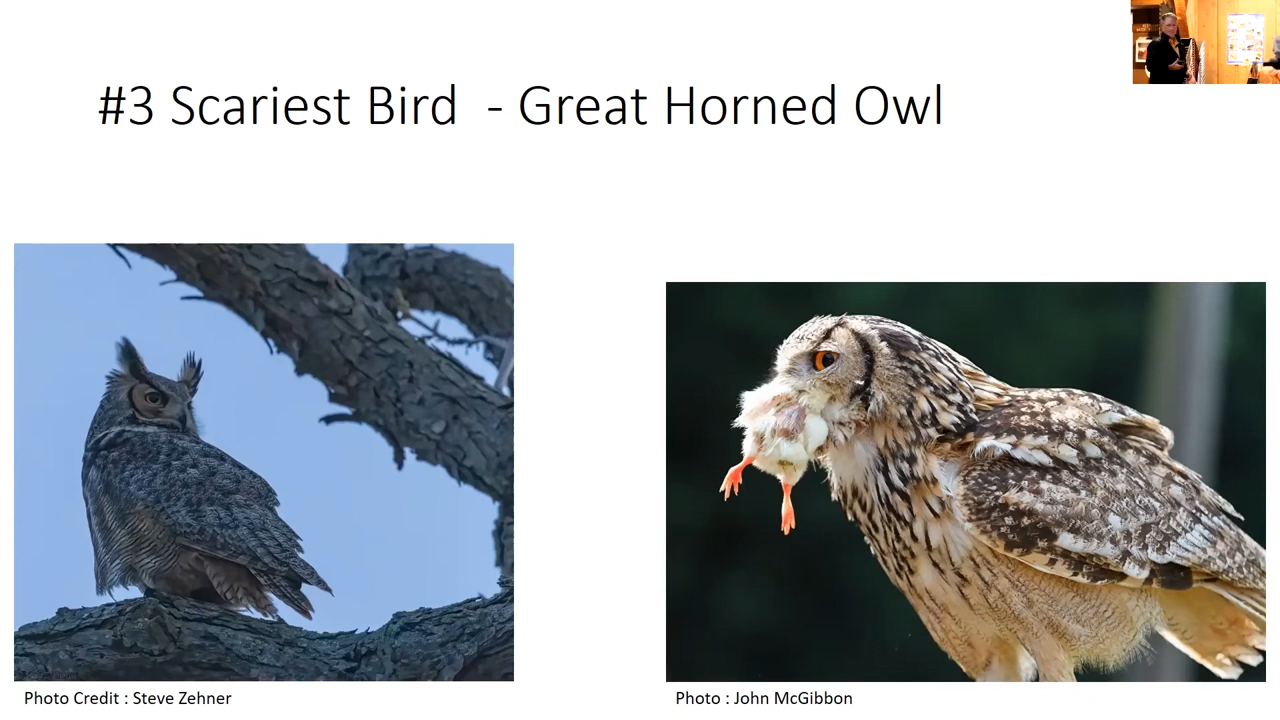 #3 Scariest Bird - Great Horned Owl
Photo Credit : Steve Zehner
Photo : John McGibbon